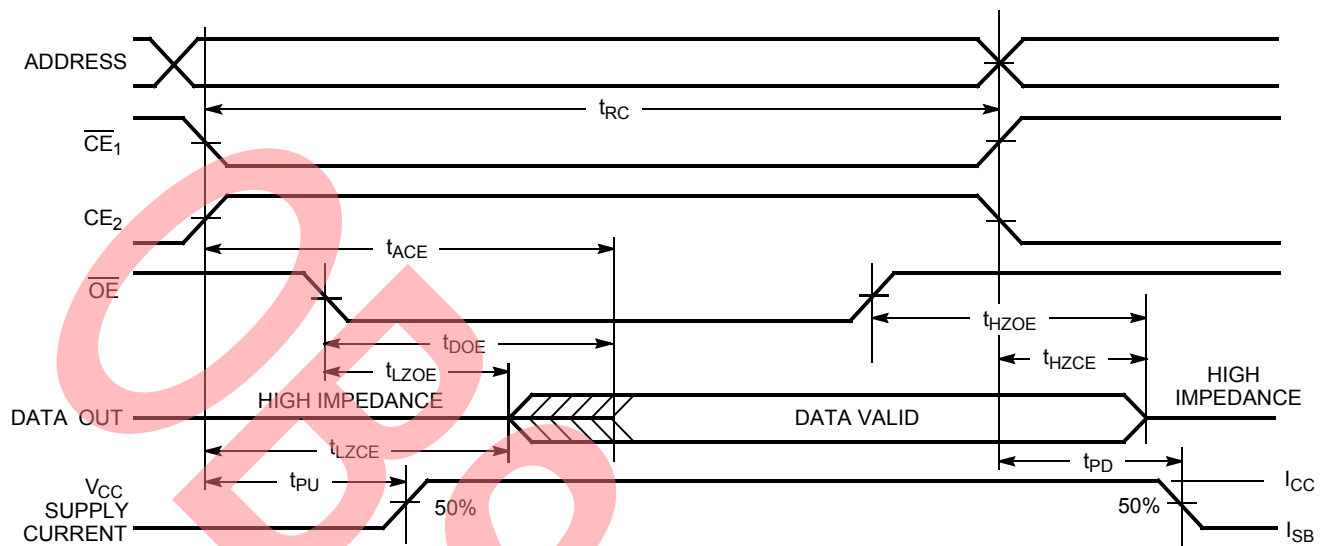 ADDRESS
tRC
CE1
CE2
tACE
OE
tHZOE
tDOE
tHZCE
tLZOE
HIGH IMPEDANCE
HIGH
IMPEDANCE
DATA OUT
DATA VALID
tLZCE
tPD
tPU
VCC
SUPPLY
CURRENT
50%
50%
ICC
ISB